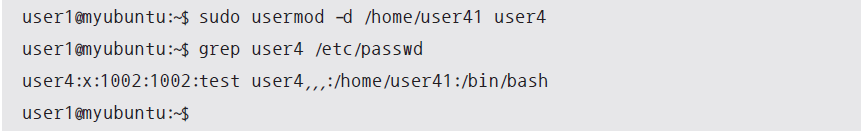 user1@myubuntu:~$ sudo usermod -d /home/user41 user4
user1@myubuntu:~$ grep user4 /etc/passwd
user4:x:1002:1002:test user4,,,:/home/user41:/bin/bash
user1@myubuntu:~$